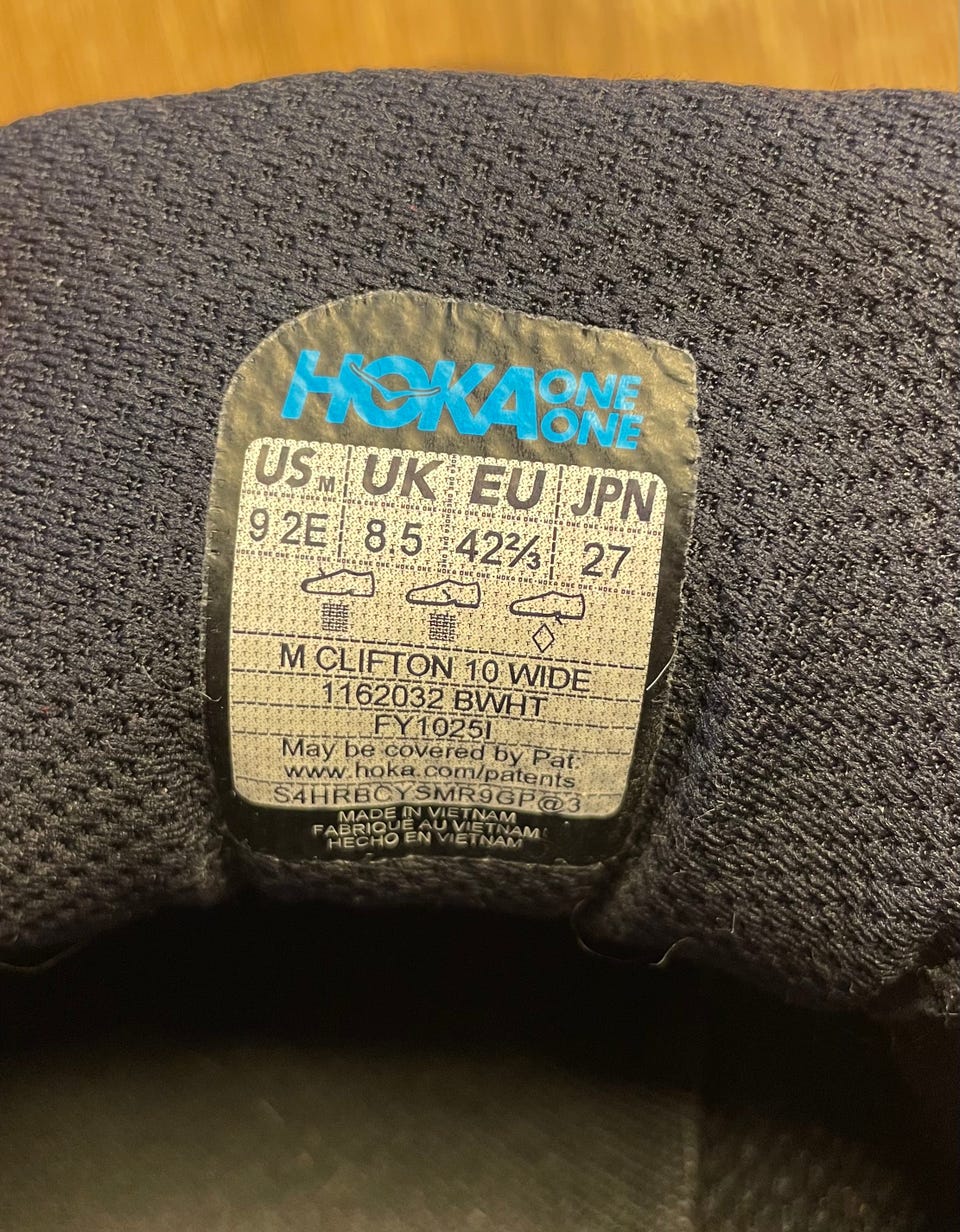 HOKA ONE ONE
US M UK EU JPN
9 2E 8.5 42⅔ 27
M CLIFTON 10 WIDE
1162032 BWHT
FY1025I
May be covered by Pat:
www.hoka.com/patents
S4HRBCYSMR9GP@3
MADE IN VIETNAM
FABRIQUÉ AU VIETNAM
HECHO EN VIETNAM